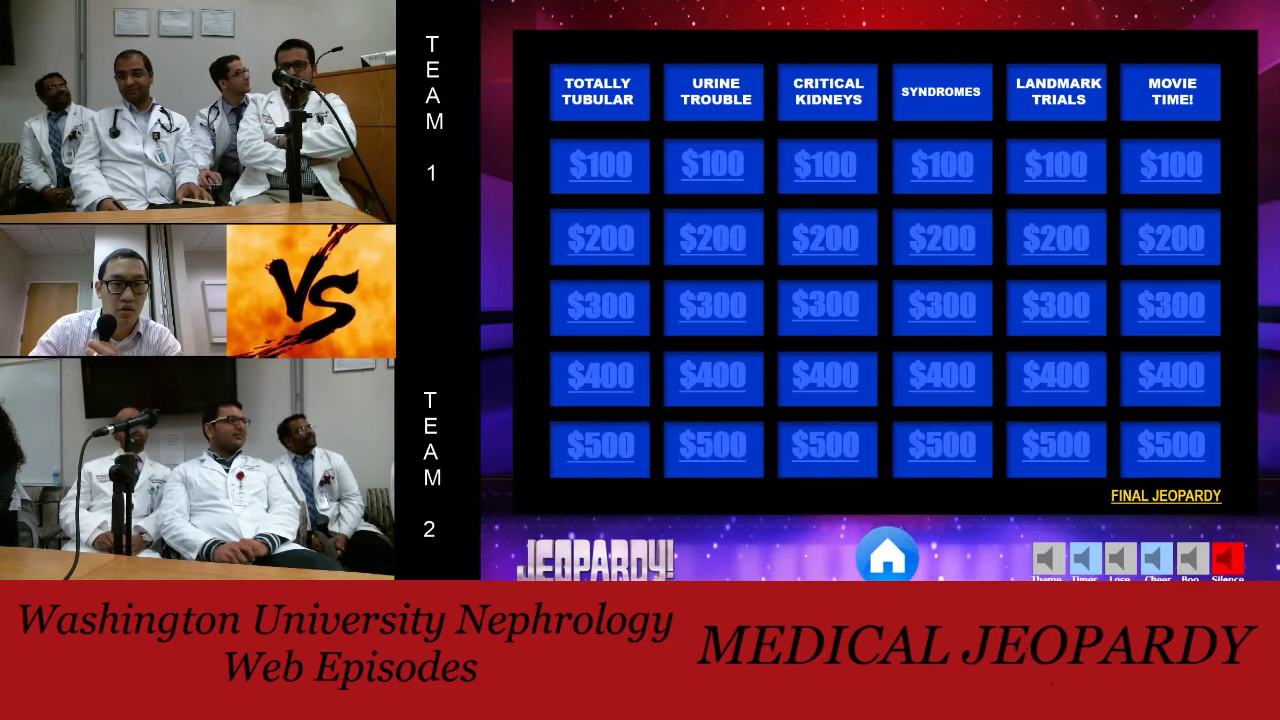 TEAM 1
VS
TEAM 2
TOTALLY TUBULAR
URINE TROUBLE
CRITICAL KIDNEYS
SYNDROMES
LANDMARK TRIALS
MOVIE TIME!
$100 $100 $100 $100 $100 $100
$200 $200 $200 $200 $200 $200
$300 $300 $300 $300 $300 $300
$400 $400 $400 $400 $400 $400
$500 $500 $500 $500 $500 $500
FINAL JEOPARDY
JEOPARDY!
Theme Timer Lose Cheer Boo Silence
Washington University Nephrology
Web Episodes
MEDICAL JEOPARDY